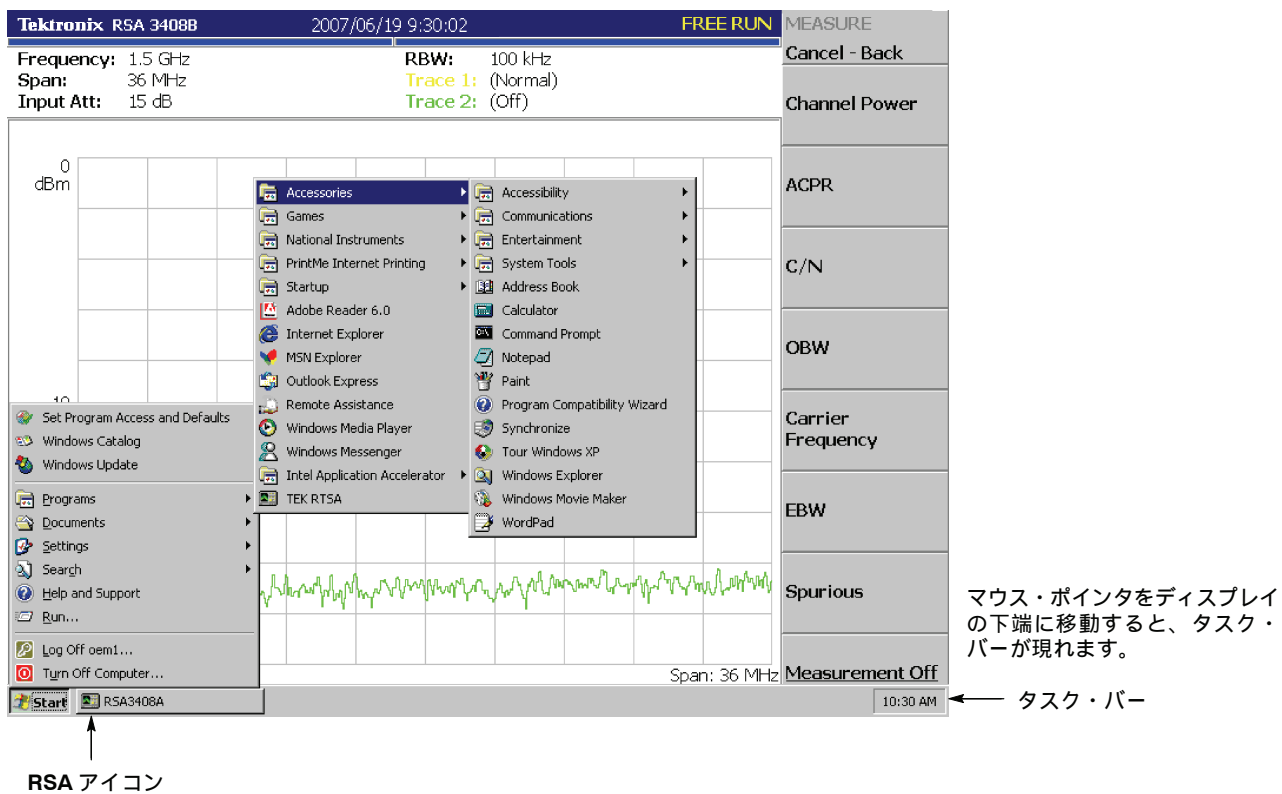 Tektronix RSA 3408B
2007/06/19 9:30:02
FREE RUN
Frequency: 1.5 GHz
Span: 36 MHz
Input Att: 15 dB
RBW: 100 kHz
Trace 1: (Normal)
Trace 2: (Off)
MEASURE
Cancel - Back
Channel Power
ACPR
C/N
OBW
Carrier
Frequency
EBW
Spurious
Measurement Off
0
dBm
Set Program Access and Defaults
Windows Catalog
Windows Update
Programs
Documents
Settings
Search
Help and Support
Run...
Log Off oem1...
Turn Off Computer...
Accessories
Games
National Instruments
PrintMe Internet Printing
Startup
Adobe Reader 6.0
Internet Explorer
MSN Explorer
Outlook Express
Remote Assistance
Windows Media Player
Windows Messenger
Intel Application Accelerator
TEK RTSA
Accessibility
Communications
Entertainment
System Tools
Address Book
Calculator
Command Prompt
Notepad
Paint
Program Compatibility Wizard
Synchronize
Tour Windows XP
Windows Explorer
Windows Movie Maker
WordPad
Span: 36 MHz
Start
RSA3408A
10:30 AM
マウス・ポインタをディスプレイ
の下端に移動すると、タスク・
バーが現れます。
タスク・バー
RSA アイコン